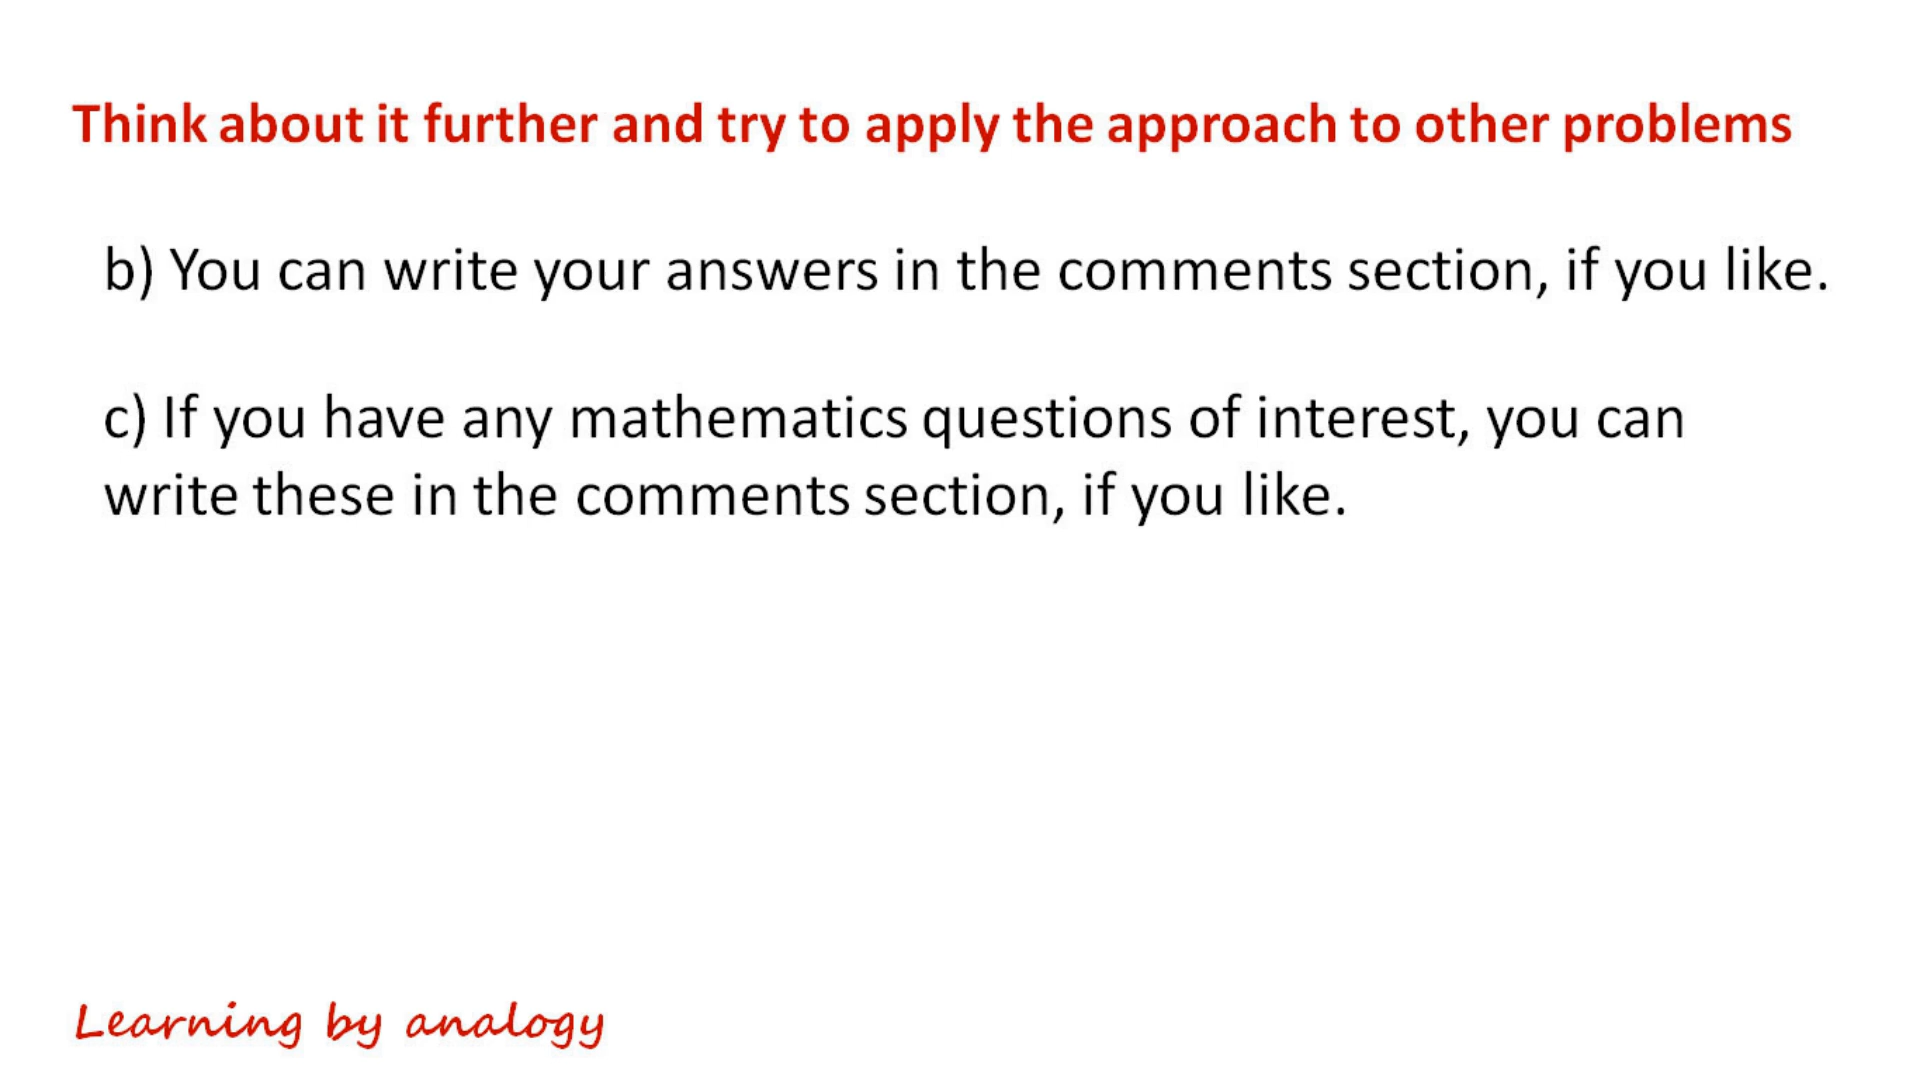 Think about it further and try to apply the approach to other problems
b) You can write your answers in the comments section, if you like.
c) If you have any mathematics questions of interest, you can
write these in the comments section, if you like.
Learning by analogy